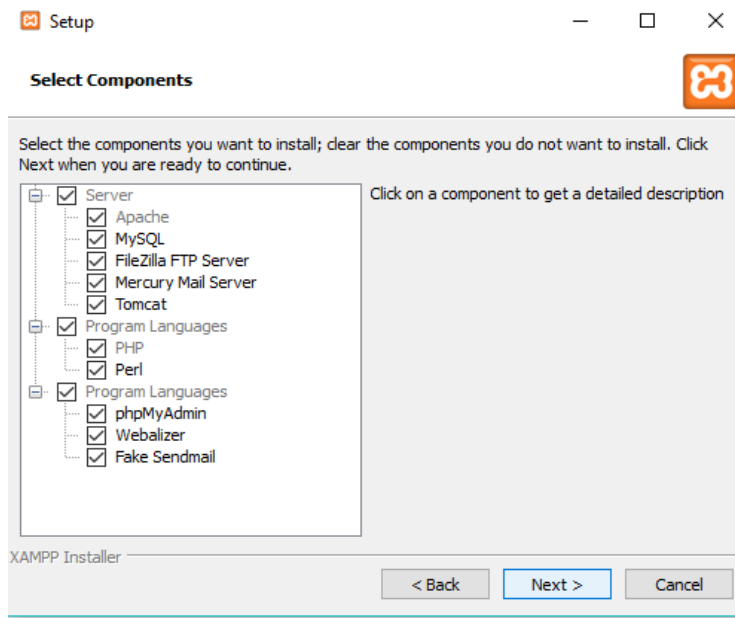 Setup
Select Components
Select the components you want to install; clear the components you do not want to install. Click
Next when you are ready to continue.
Server
Apache
MySQL
FileZilla FTP Server
Mercury Mail Server
Tomcat
Program Languages
PHP
Perl
Program Languages
phpMyAdmin
Webalizer
Fake Sendmail
Click on a component to get a detailed description
XAMPP Installer
< Back
Next >
Cancel